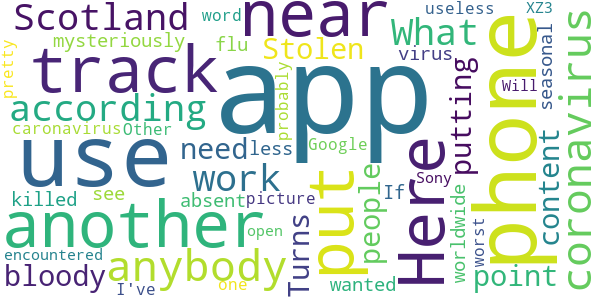 Scotland
near
What
word
useless
XZ3
mysteriously
flu
Stolen
virus
seasonal
pretty
track
app
phone
coronavirus
according
probably
Will
putting
caronavirus
Other
use
need
less
Google
Here
content
work
put
people
Sony
killed
see
absent
picture
If
worldwide
another
Turns
worst
open
anybody
wanted
point
encountered
bloody
I've
one